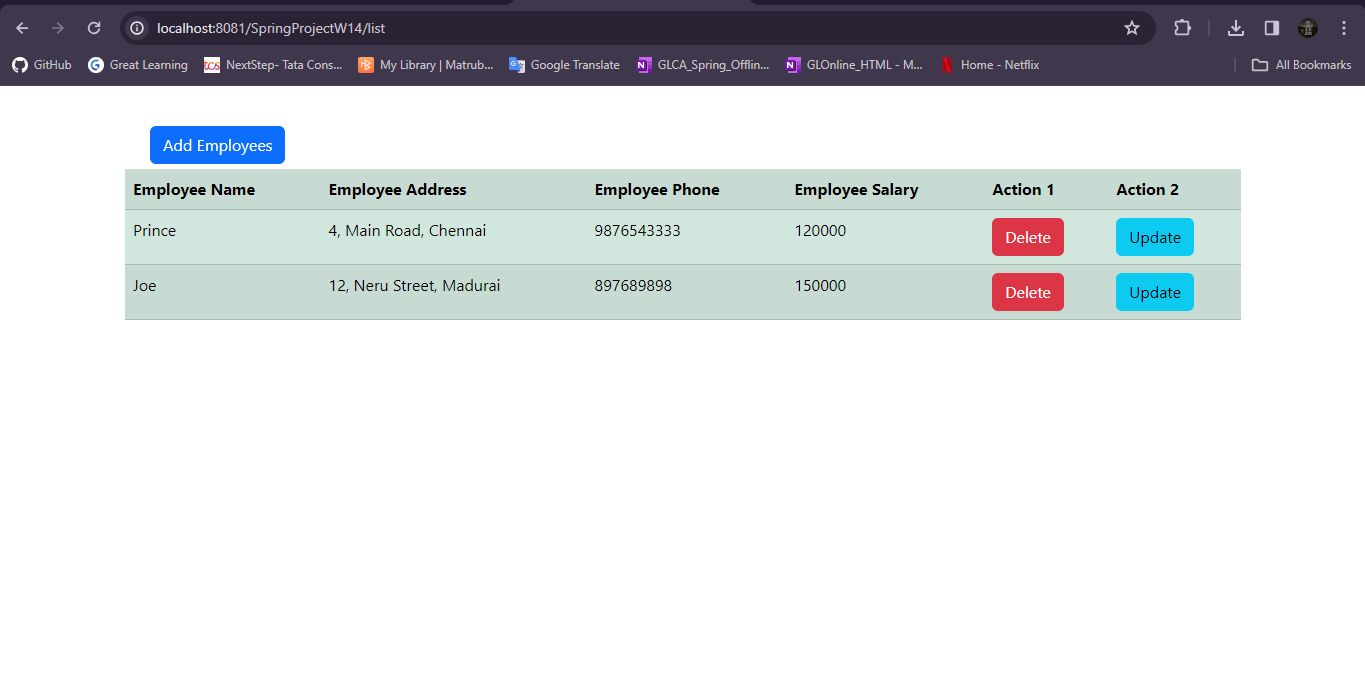 localhost:8081/SpringProjectW14/list
GitHub Great Learning NextStep- Tata Cons... My Library | Matrub... Google Translate GLCA_Spring_Offlin... GLOnline_HTML - M... Home - Netflix All Bookmarks
Add Employees
Employee Name Employee Address Employee Phone Employee Salary Action 1 Action 2
Prince 4, Main Road, Chennai 9876543333 120000 Delete Update
Joe 12, Neru Street, Madurai 897689898 150000 Delete Update